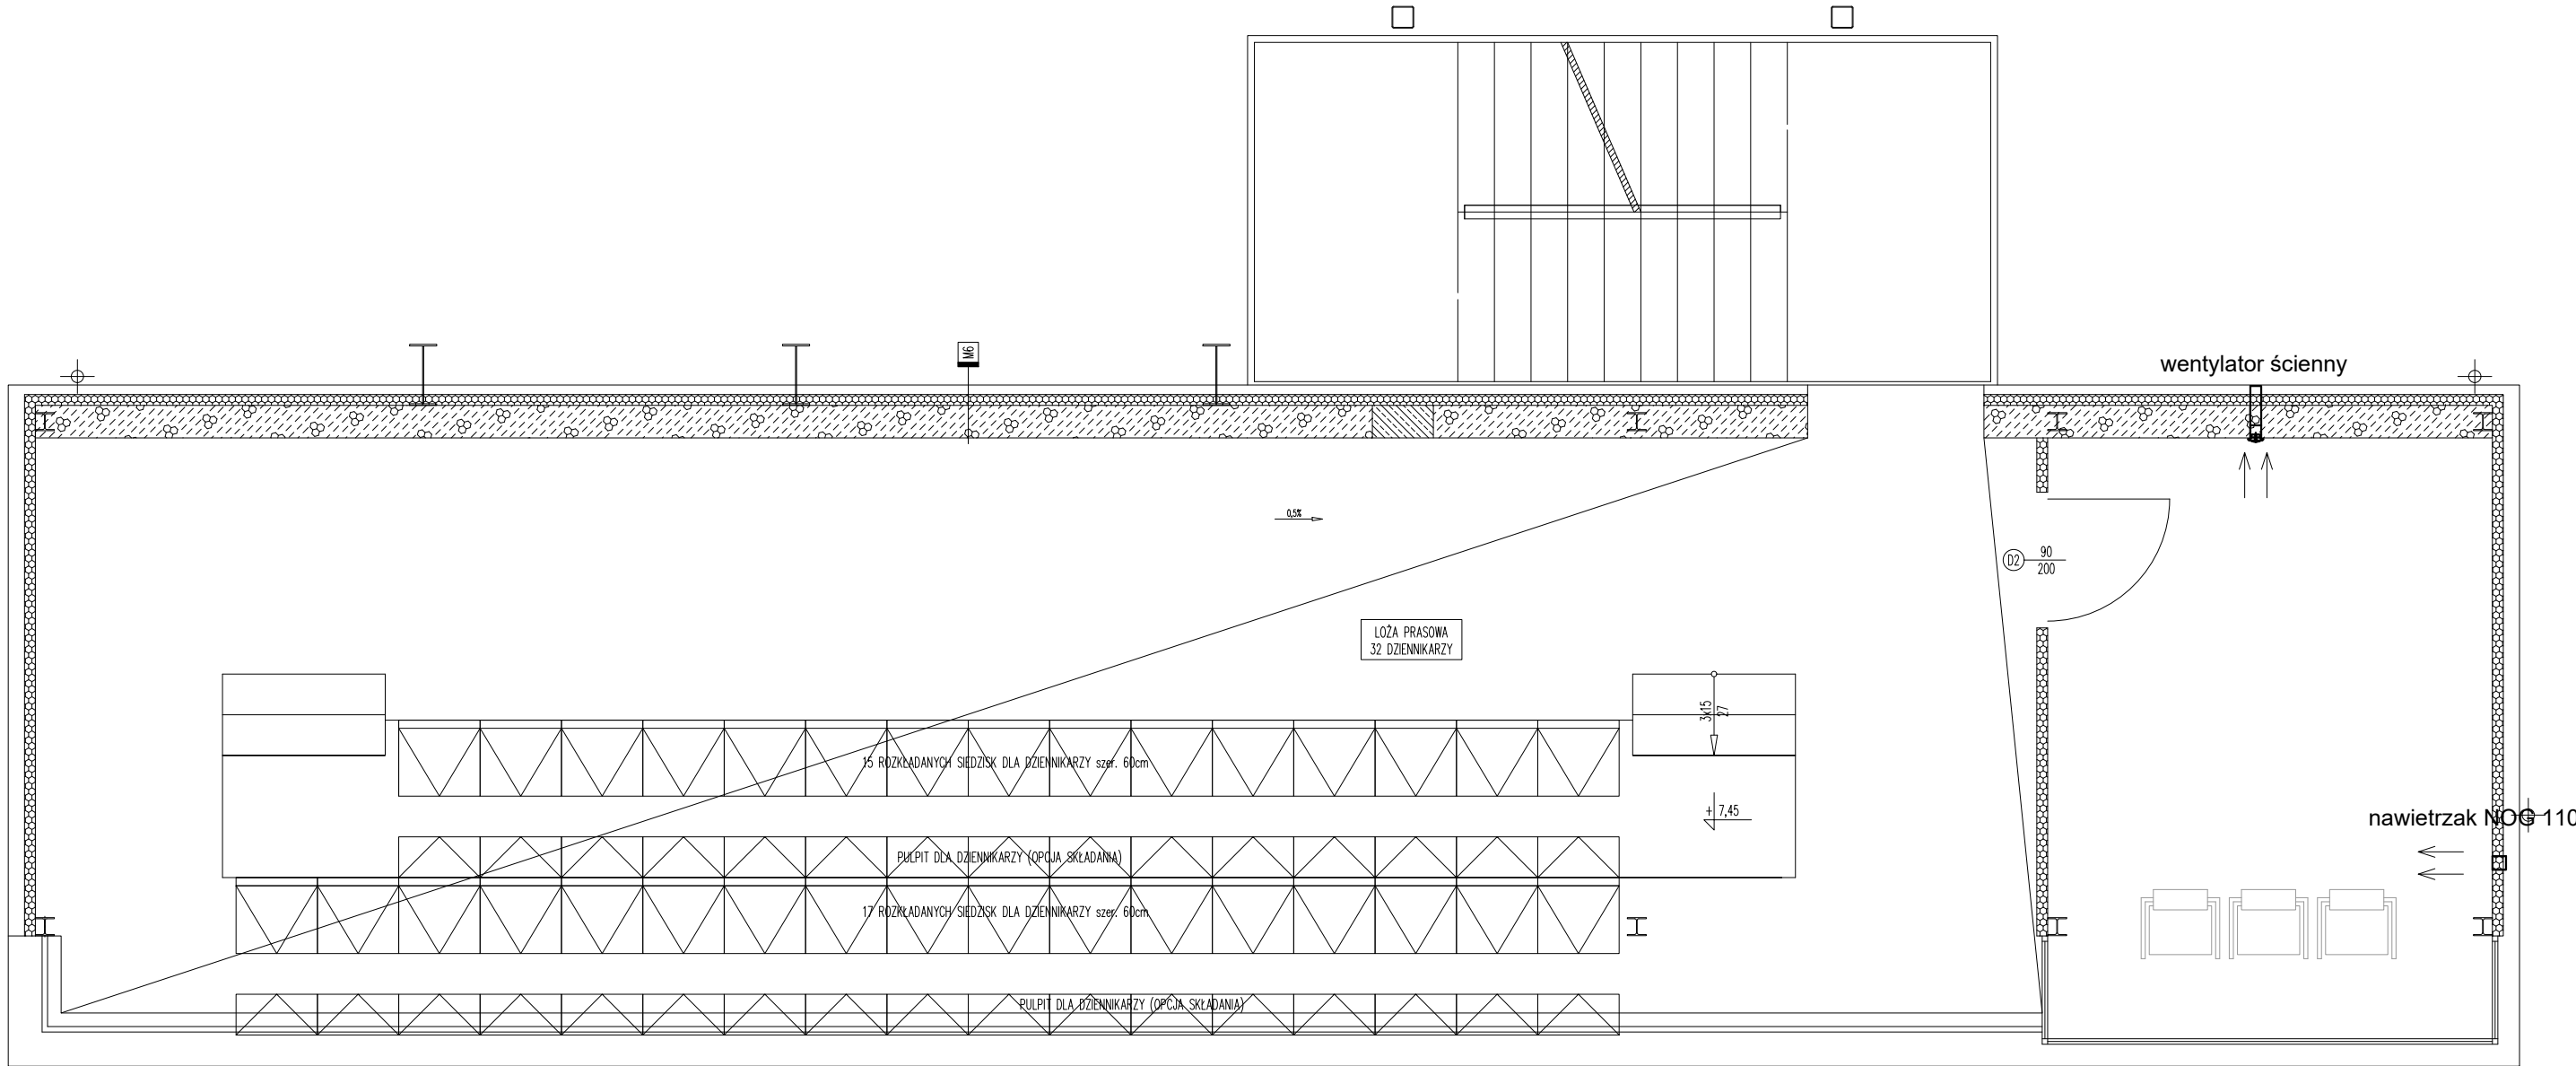 M6
wentylator ścienny
0,5%
D2
90
200
LOŻA PRASOWA
32 DZIENNIKARZY
3x15
27
15 ROZKŁADANYCH SIEDZISK DLA DZIENNIKARZY szer. 60cm
+ 7,45
nawietrzak NOG 110
PULPIT DLA DZIENNIKARZY (OPCJA SKŁADANIA)
17 ROZKŁADANYCH SIEDZISK DLA DZIENNIKARZY szer. 60cm
PULPIT DLA DZIENNIKARZY (OPCJA SKŁADANIA)